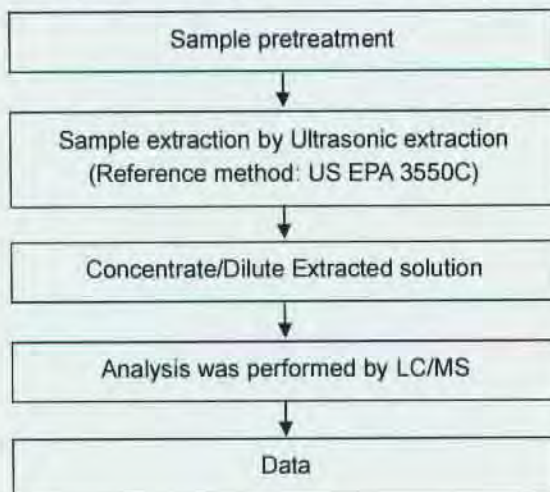 Sample pretreatment
Sample extraction by Ultrasonic extraction
(Reference method: US EPA 3550C)
Concentrate/Dilute Extracted solution
Analysis was performed by LC/MS
Data